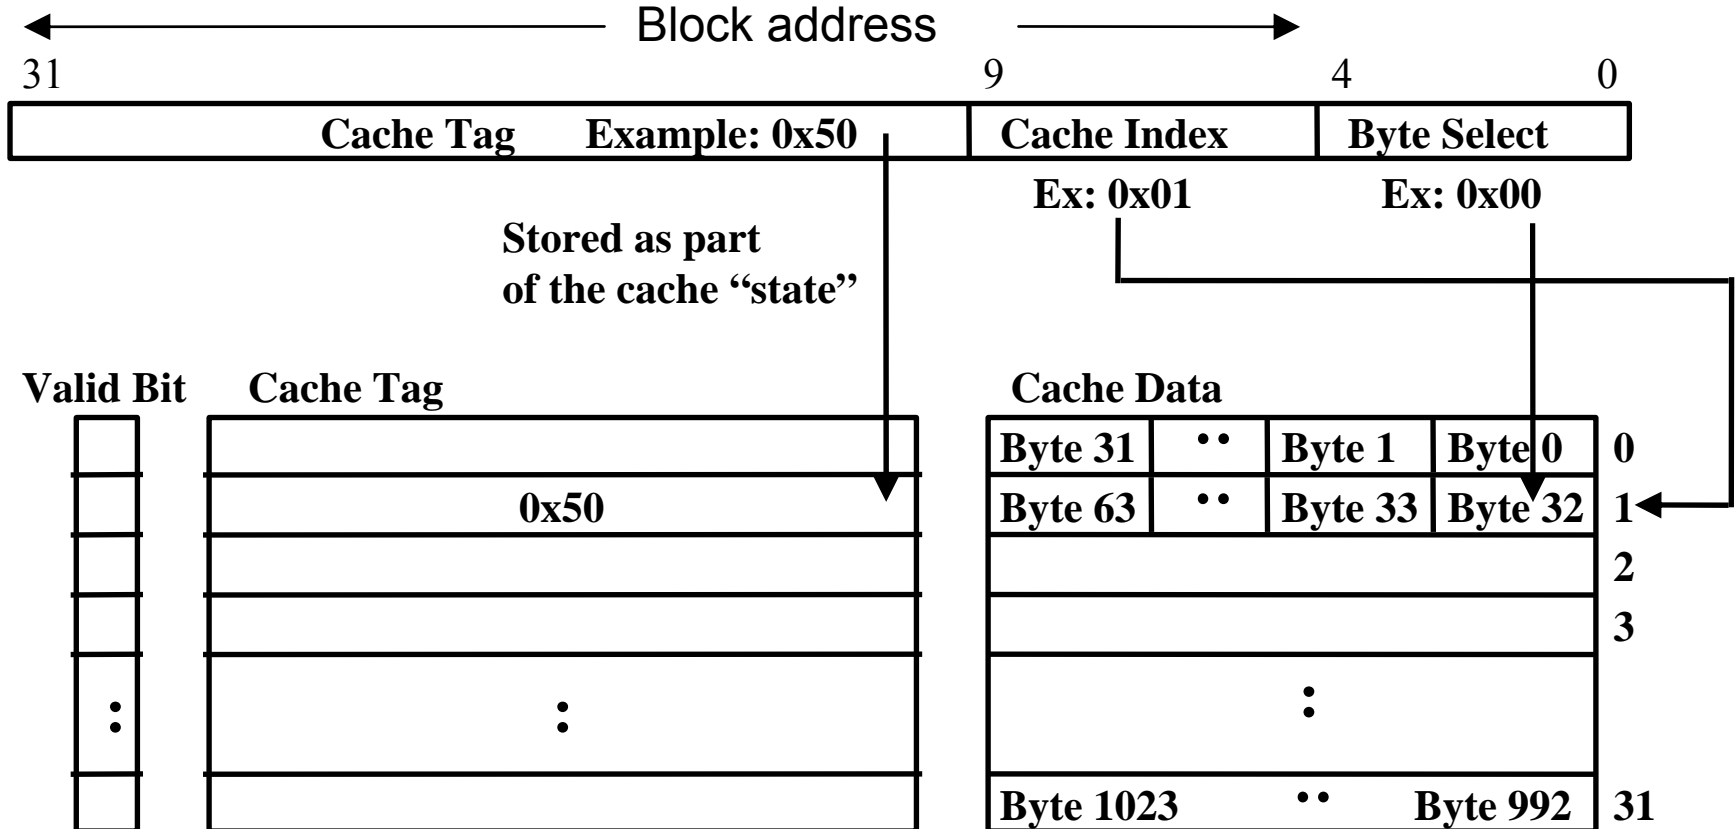 Block address
31 9 4 0
Cache Tag Example: 0x50 Cache Index Byte Select
Ex: 0x01 Ex: 0x00
Stored as part
of the cache “state”
Valid Bit Cache Tag Cache Data
Byte 31 •• Byte 1 Byte 0 0
0x50 Byte 63 •• Byte 33 Byte 32 1
2
3
: : :
Byte 1023 •• Byte 992 31